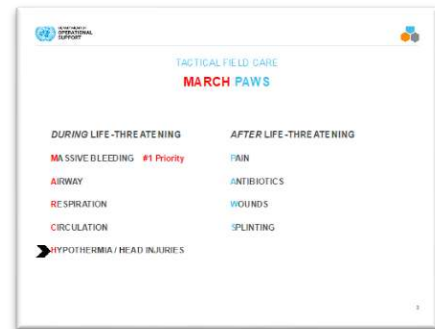 DEPARTMENT OF
OPERATIONAL
SUPPORT
TACTICAL FIELD CARE
MARCH PAWS
DURING LIFE-THREATENING
MASSIVE BLEEDING #1 Priority
AIRWAY
RESPIRATION
CIRCULATION
HYPOTHERMIA / HEAD INJURIES
AFTER LIFE-THREATENING
PAIN
ANTIBIOTICS
WOUNDS
SPLINTING